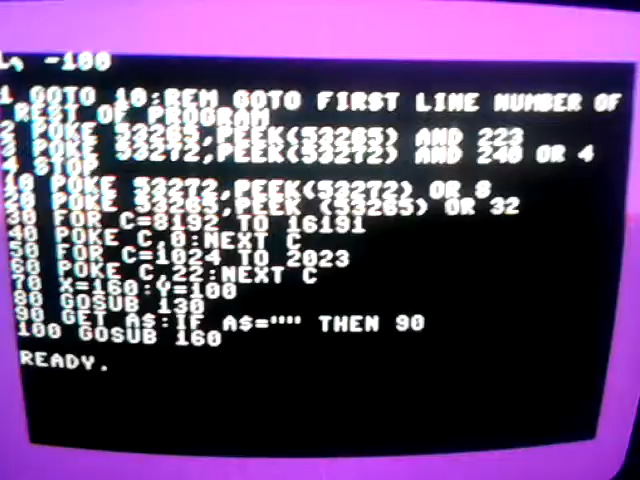 -100
1 GOTO 10:REM GOTO FIRST LINE NUMBER OF
REST OF PROGRAM
2 POKE 53265,PEEK(53265) AND 223
3 POKE 53272,PEEK(53272) AND 240 OR 4
4 STOP
10 POKE 53272,PEEK(53272) OR 8
20 POKE 53265,PEEK (53265) OR 32
30 FOR C=8192 TO 16191
40 POKE C,0:NEXT C
50 FOR C=1024 TO 2023
60 POKE C,22:NEXT C
70 X=160:Y=100
80 GOSUB 130
90 GET A$:IF A$="" THEN 90
100 GOSUB 160
READY.